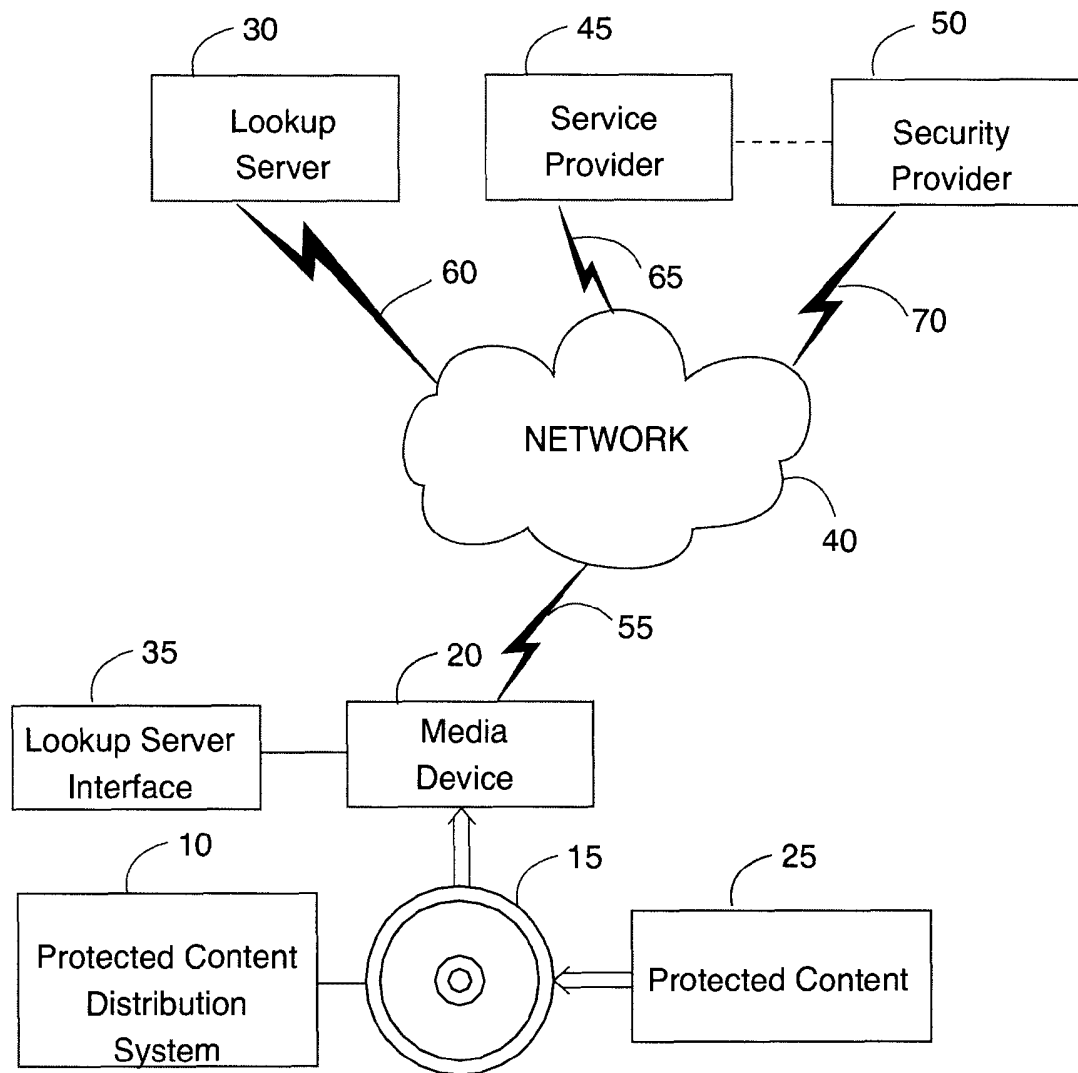 30
45
50
Lookup
Server
Service
Provider
Security
Provider
60
65
70
NETWORK
40
55
20
35
Lookup Server
Interface
Media
Device
10
15
25
Protected Content
Distribution
System
Protected Content